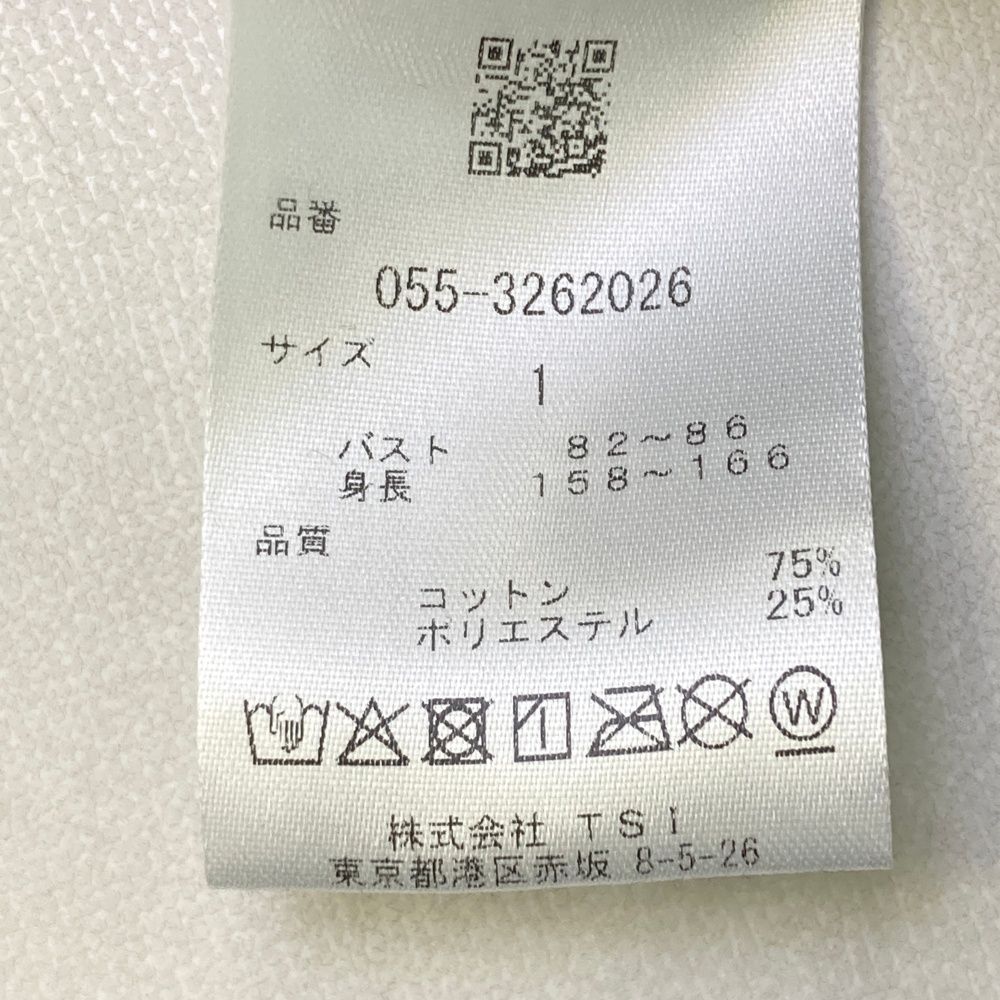 品番
055-3262026
サイズ
1
バスト 82～86
身長 158～166
品質
コットン 75%
ポリエステル 25%
W
株式会社 TSI
東京都港区赤坂 8-5-26